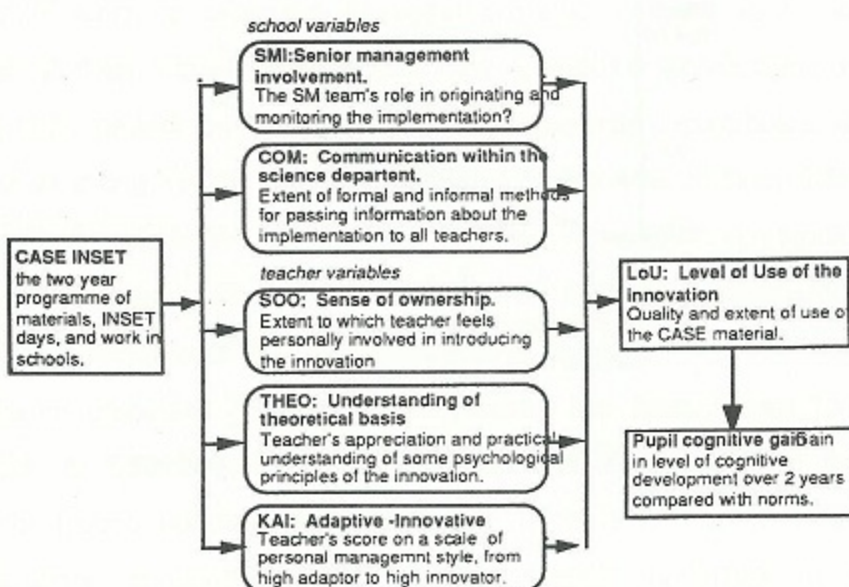 school variables
SMI:Senior management
involvement.
The SM team's role in originating and
monitoring the implementation?
COM: Communication within the
science departent.
Extent of formal and informal methods
for passing information about the
implementation to all teachers.
CASE INSET
the two year
programme of
materials, INSET
days, and work in
schools.
teacher variables
SOO: Sense of ownership.
Extent to which teacher feels
personally involved in introducing
the innovation
THEO: Understanding of
theoretical basis
Teacher's appreciation and practical
understanding of some psychological
principles of the innovation.
KAI: Adaptive -Innovative
Teacher's score on a scale of
personal managemnt style, from
high adaptor to high innovator.
LoU: Level of Use of the
innovation
Quality and extent of use of
the CASE material.
Pupil cognitive
in level of cognitive
development over 2 years
compared with norms.